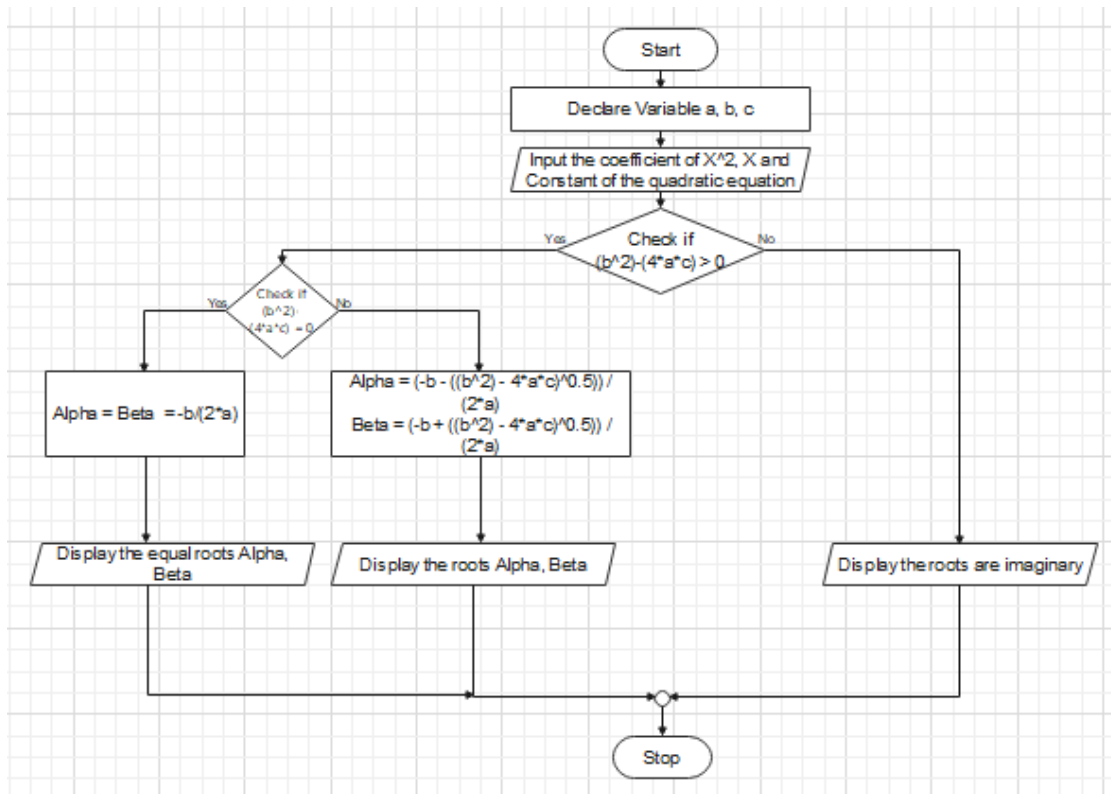 Start
Declare Variable a, b, c
Input the coefficient of X^2, X and
Constant of the quadratic equation
Yes
Check if
(b^2)-(4*a*c) > 0
No
Yes
Check if
(b^2)-
(4*a*c) = 0
No
Alpha = Beta = -b/(2*a)
Alpha = (-b - ((b^2) - 4*a*c)^0.5)) /
(2*a)
Beta = (-b + ((b^2) - 4*a*c)^0.5)) /
(2*a)
Display the equal roots Alpha,
Beta
Display the roots Alpha, Beta
Display the roots are imaginary
Stop